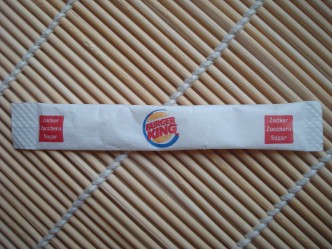 Zucker
Zucchero
Sugar
BURGER
KING
Zucker
Zucchero
Sugar